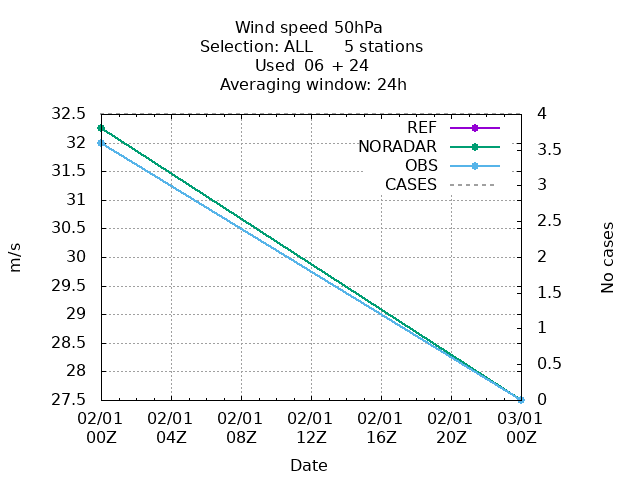 Wind speed 50hPa
Selection: ALL      5 stations
Used  06 + 24
Averaging window: 24h
32.5
32
31.5
31
30.5
30
29.5
29
28.5
28
27.5
m/s
4
3.5
3
2.5
2
1.5
1
0.5
0
No cases
REF
NORADAR
OBS
CASES
02/01 02/01 02/01 02/01 02/01 02/01 03/01
00Z 04Z 08Z 12Z 16Z 20Z 00Z
Date